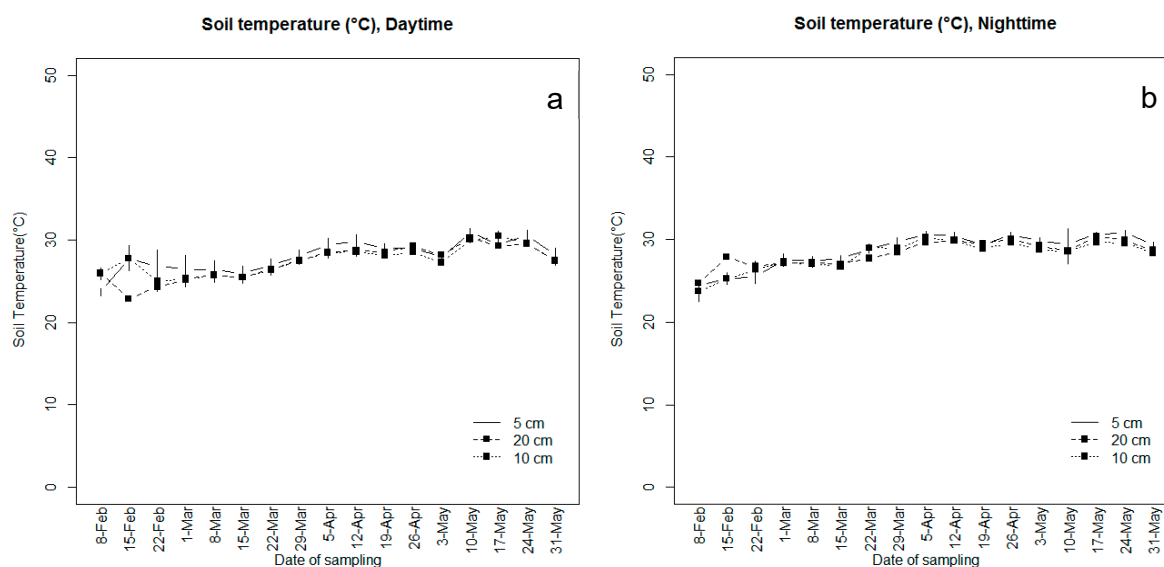 Soil temperature (°C), Daytime
a
Soil Temperature(°C)
50
40
30
20
10
0
5 cm
20 cm
10 cm
8-Feb
15-Feb
22-Feb
1-Mar
8-Mar
15-Mar
22-Mar
29-Mar
5-Apr
12-Apr
19-Apr
26-Apr
3-May
10-May
17-May
24-May
31-May
Date of sampling
Soil temperature (°C), Nighttime
b
Soil Temperature(°C)
50
40
30
20
10
0
5 cm
20 cm
10 cm
8-Feb
15-Feb
22-Feb
1-Mar
8-Mar
15-Mar
22-Mar
29-Mar
5-Apr
12-Apr
19-Apr
26-Apr
3-May
10-May
17-May
24-May
31-May
Date of sampling